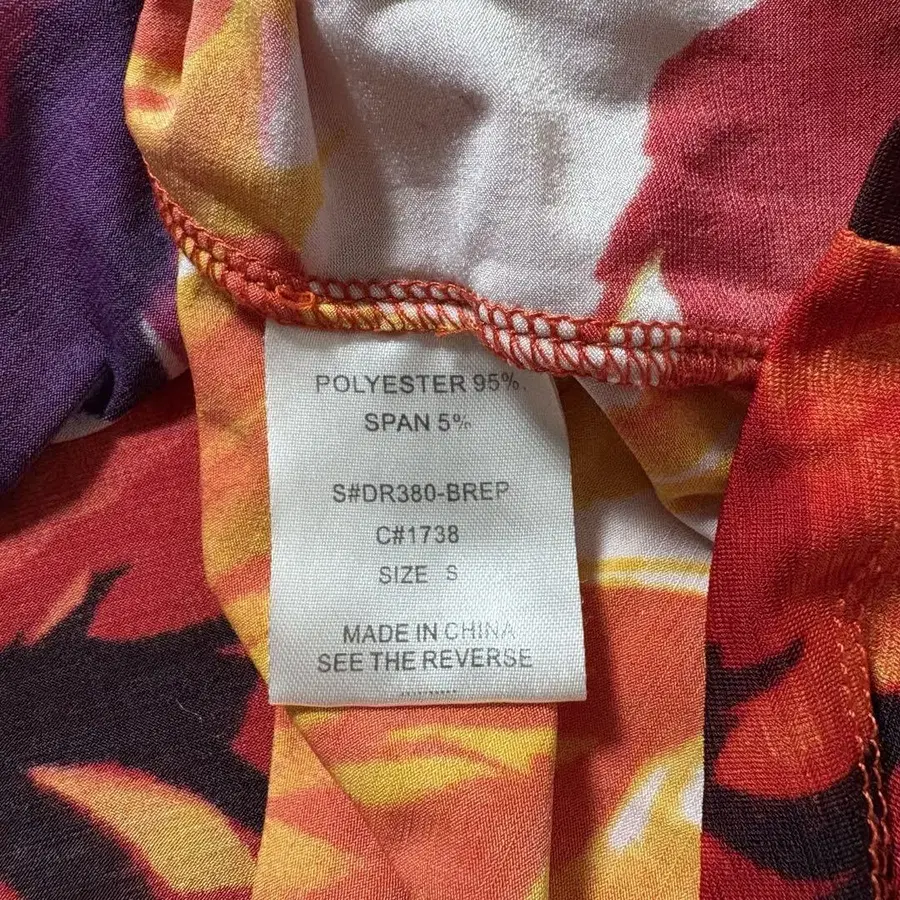 POLYESTER 95%
SPAN 5%
S#DR380-BREP
C#1738
SIZE S
MADE IN CHINA
SEE THE REVERSE